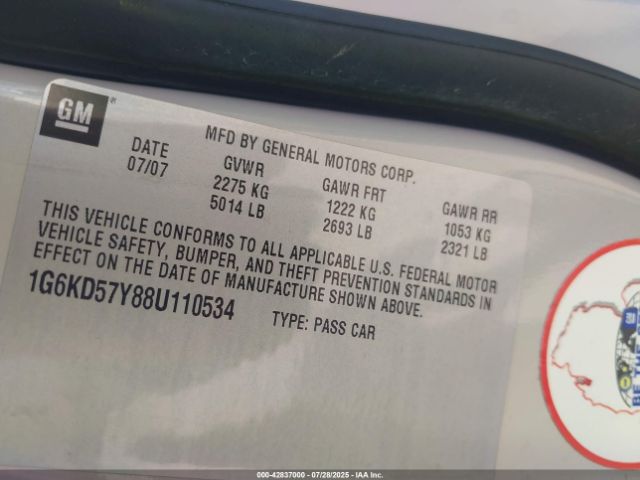 GM
MFD BY GENERAL MOTORS CORP.
DATE GVWR GAWR FRT GAWR RR
07/07 2275 KG 1222 KG 1053 KG
5014 LB 2693 LB 2321 LB
THIS VEHICLE CONFORMS TO ALL APPLICABLE U.S. FEDERAL MOTOR
VEHICLE SAFETY, BUMPER, AND THEFT PREVENTION STANDARDS IN
EFFECT ON THE DATE OF MANUFACTURE SHOWN ABOVE.
1G6KD57Y88U110534 TYPE: PASS CAR
GM
BE THE
000-42837000 - 07/28/2025 - IAA Inc.